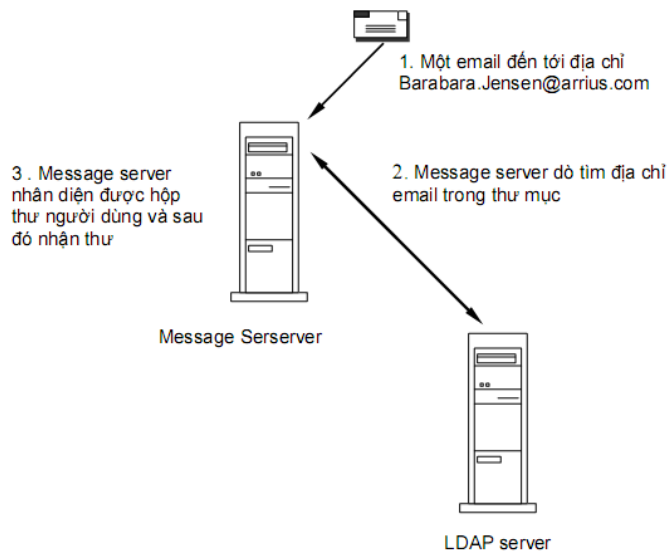 1. Một email đến tới địa chỉ
Barabara.Jensen@arrius.com
2. Message server dò tìm địa chỉ
email trong thư mục
3 . Message server
nhân diện được hộp
thư người dùng và sau
đó nhận thư
Message Serserver
LDAP server